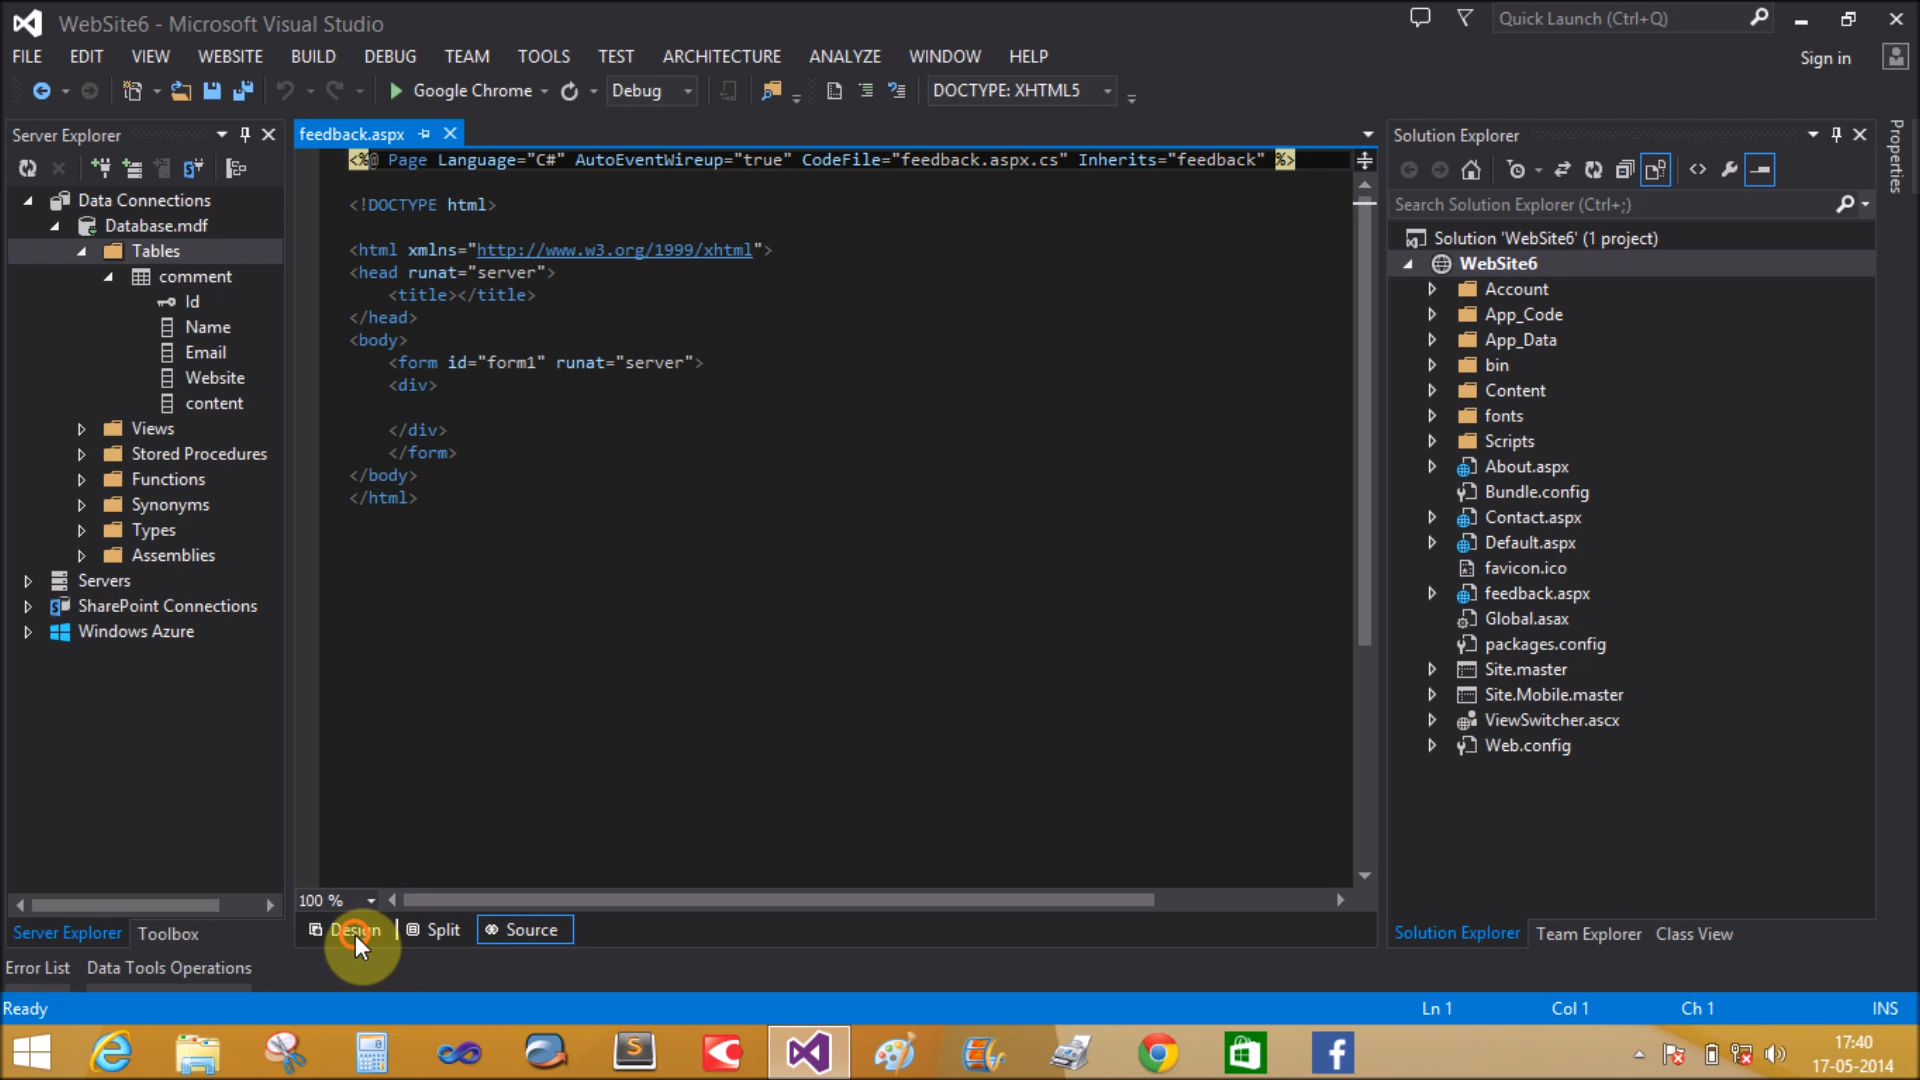 WebSite6 - Microsoft Visual Studio
Quick Launch (Ctrl+Q)
FILE EDIT VIEW WEBSITE BUILD DEBUG TEAM TOOLS TEST ARCHITECTURE ANALYZE WINDOW HELP
Sign in
Google Chrome Debug DOCTYPE: XHTML5
Server Explorer
Data Connections
Database.mdf
Tables
comment
Id
Name
Email
Website
content
Views
Stored Procedures
Functions
Synonyms
Types
Assemblies
Servers
SharePoint Connections
Windows Azure
Server Explorer Toolbox
feedback.aspx
<%@ Page Language="C#" AutoEventWireup="true" CodeFile="feedback.aspx.cs" Inherits="feedback" %>
<!DOCTYPE html>
<html xmlns="http://www.w3.org/1999/xhtml">
<head runat="server">
<title></title>
</head>
<body>
<form id="form1" runat="server">
<div>
</div>
</form>
</body>
</html>
100 %
Design Split Source
Solution Explorer
Search Solution Explorer (Ctrl+;)
Solution 'WebSite6' (1 project)
WebSite6
Account
App_Code
App_Data
bin
Content
fonts
Scripts
About.aspx
Bundle.config
Contact.aspx
Default.aspx
favicon.ico
feedback.aspx
Global.asax
packages.config
Site.master
Site.Mobile.master
ViewSwitcher.ascx
Web.config
Solution Explorer Team Explorer Class View
Properties
Error List Data Tools Operations
Ready Ln 1 Col 1 Ch 1 INS
17:40
17-05-2014